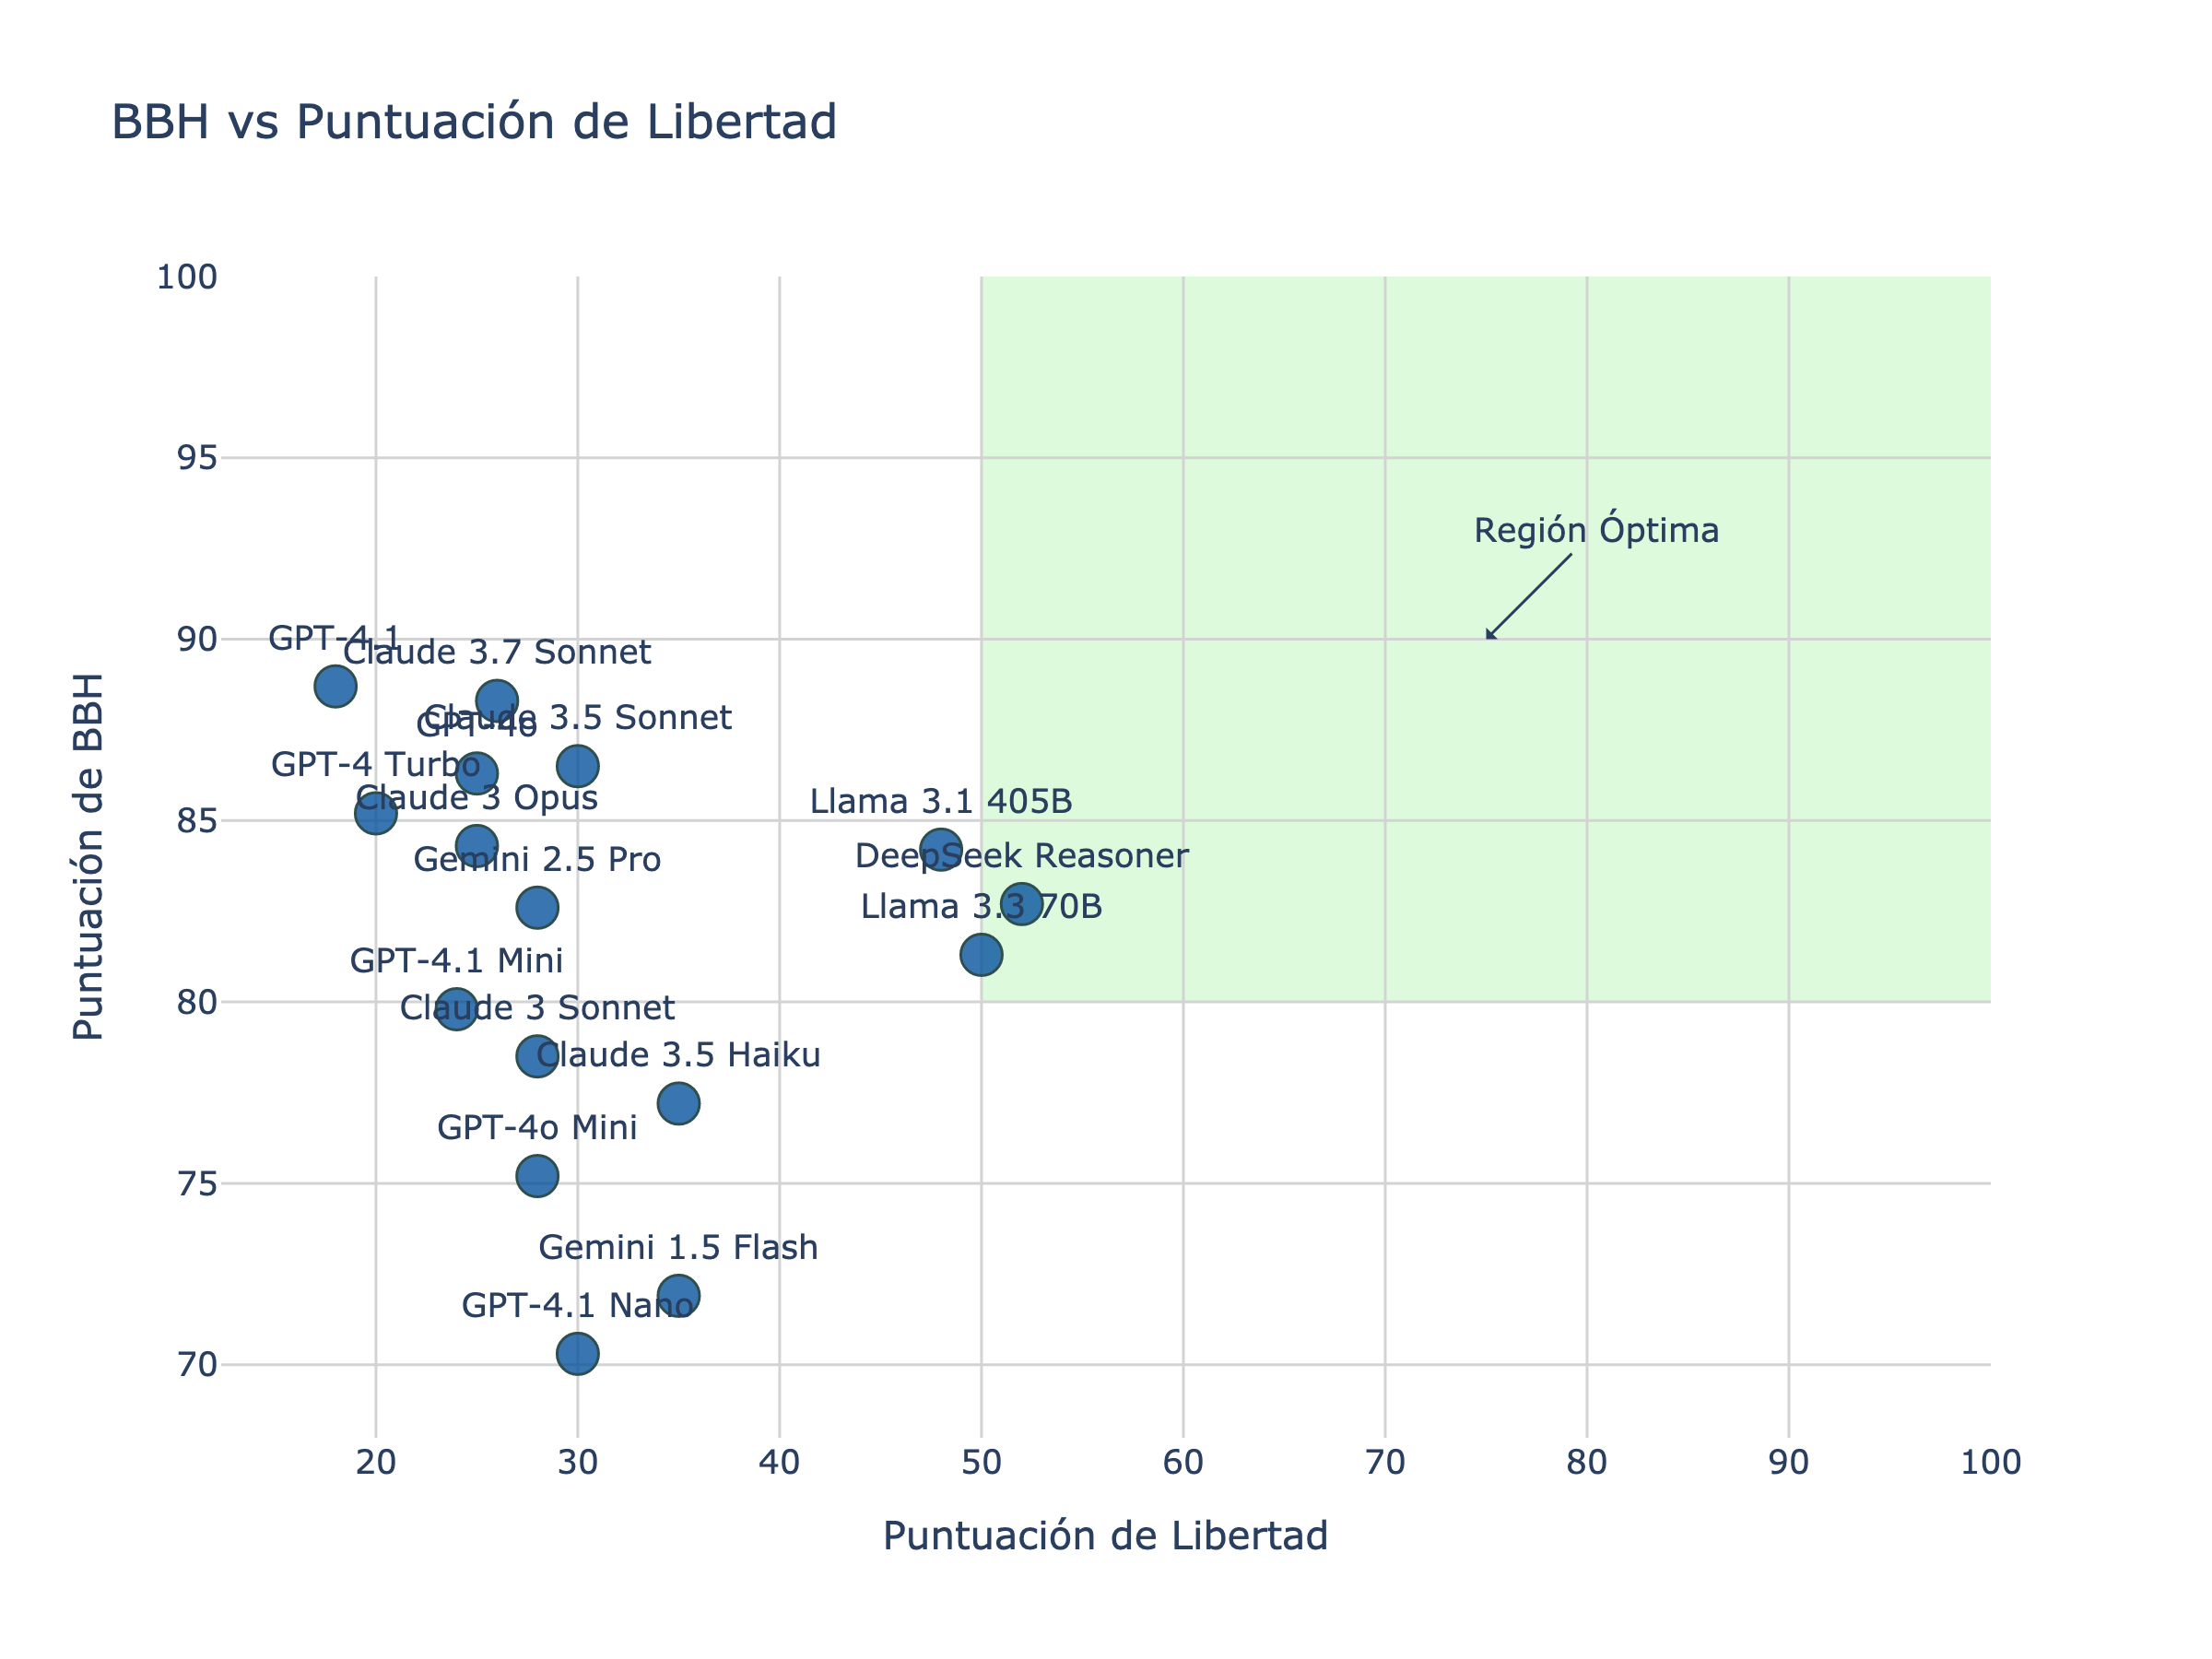 BBH vs Puntuación de Libertad
100
95
90
85
80
75
70
Puntuación de BBH
Región Óptima
GPT-4.1
Claude 3.7 Sonnet
Claude 3.5 Sonnet
GPT-4o
GPT-4 Turbo
Claude 3 Opus
Llama 3.1 405B
Gemini 2.5 Pro
DeepSeek Reasoner
Llama 3.3 70B
GPT-4.1 Mini
Claude 3 Sonnet
Claude 3.5 Haiku
GPT-4o Mini
Gemini 1.5 Flash
GPT-4.1 Nano
20 30 40 50 60 70 80 90 100
Puntuación de Libertad